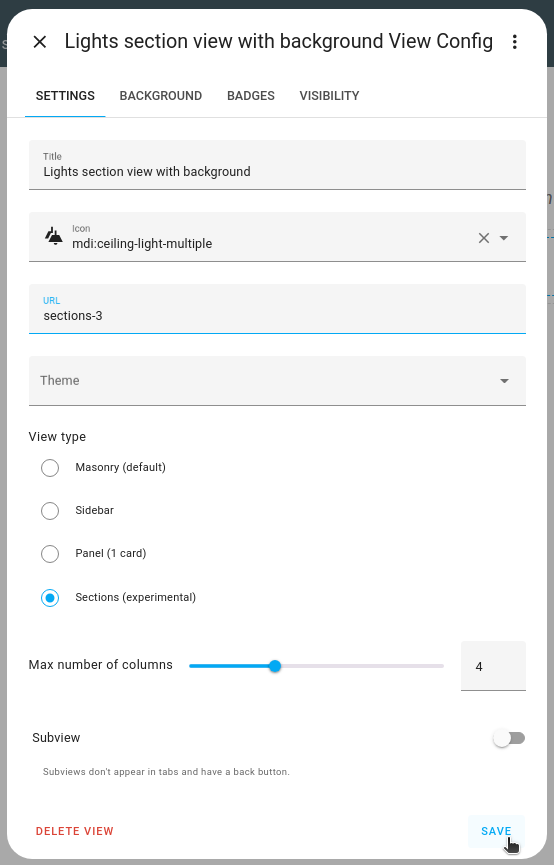 Lights section view with background View Config
SETTINGS BACKGROUND BADGES VISIBILITY
Title
Lights section view with background
Icon
mdi:ceiling-light-multiple
URL
sections-3
Theme
View type
Masonry (default)
Sidebar
Panel (1 card)
Sections (experimental)
Max number of columns 4
Subview
Subviews don't appear in tabs and have a back button.
DELETE VIEW SAVE